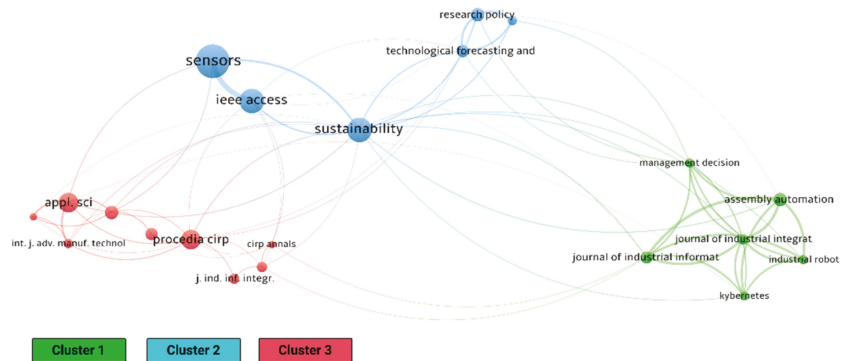 research policy
technological forecasting and
sensors
ieee access
sustainability
management decision
assembly automation
appl. sci
int. j. adv. manuf. technol
procedia cirp
cirp annals
j. ind. inf. integr.
journal of industrial integrat
journal of industrial informat
industrial robot
kybernetes
Cluster 1
Cluster 2
Cluster 3